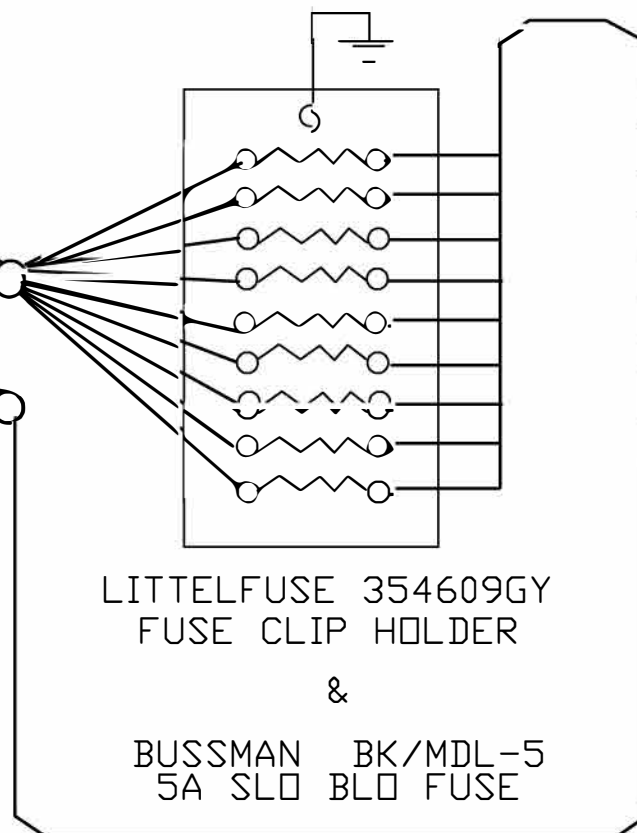 LITTELFUSE 354609GY
FUSE CLIP HOLDER
&
BUSSMAN BK/MDL-5
5A SLO BLO FUSE